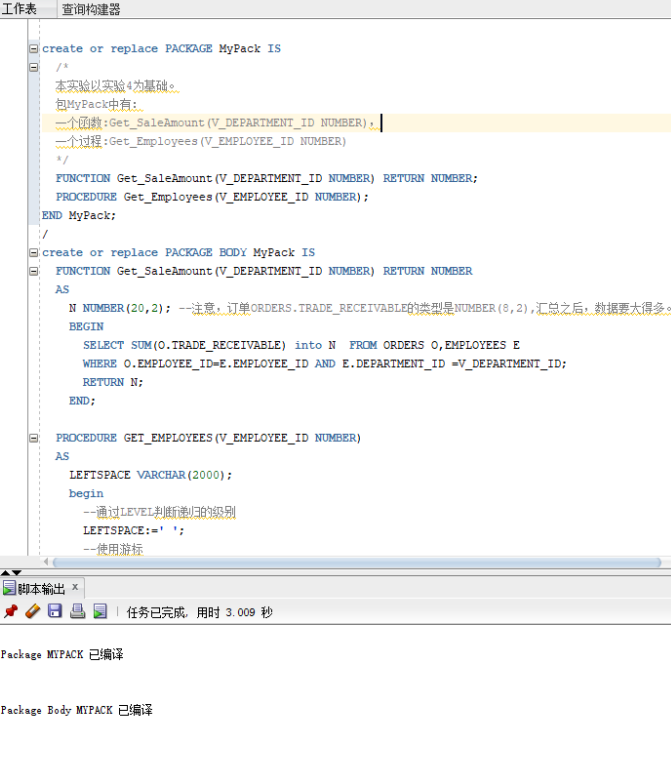 工作表 查询构建器
create or replace PACKAGE MyPack IS
/*
本实验以实验4为基础。
包MyPack中有:
一个函数:Get_SaleAmount(V_DEPARTMENT_ID NUMBER),
一个过程:Get_Employees(V_EMPLOYEE_ID NUMBER)
*/
FUNCTION Get_SaleAmount(V_DEPARTMENT_ID NUMBER) RETURN NUMBER;
PROCEDURE Get_Employees(V_EMPLOYEE_ID NUMBER);
END MyPack;
/
create or replace PACKAGE BODY MyPack IS
FUNCTION Get_SaleAmount(V_DEPARTMENT_ID NUMBER) RETURN NUMBER
AS
N NUMBER(20,2); --注意，订单ORDERS.TRADE_RECEIVABLE的类型是NUMBER(8,2),汇总之后，数据要大得多。
BEGIN
SELECT SUM(O.TRADE_RECEIVABLE) into N  FROM ORDERS O,EMPLOYEES E
WHERE O.EMPLOYEE_ID=E.EMPLOYEE_ID AND E.DEPARTMENT_ID =V_DEPARTMENT_ID;
RETURN N;
END;
PROCEDURE GET_EMPLOYEES(V_EMPLOYEE_ID NUMBER)
AS
LEFTSPACE VARCHAR(2000);
begin
--通过LEVEL判断递归的级别
LEFTSPACE:=' ';
--使用游标
脚本输出 x
任务已完成, 用时 3.009 秒
Package MYPACK 已编译
Package Body MYPACK 已编译